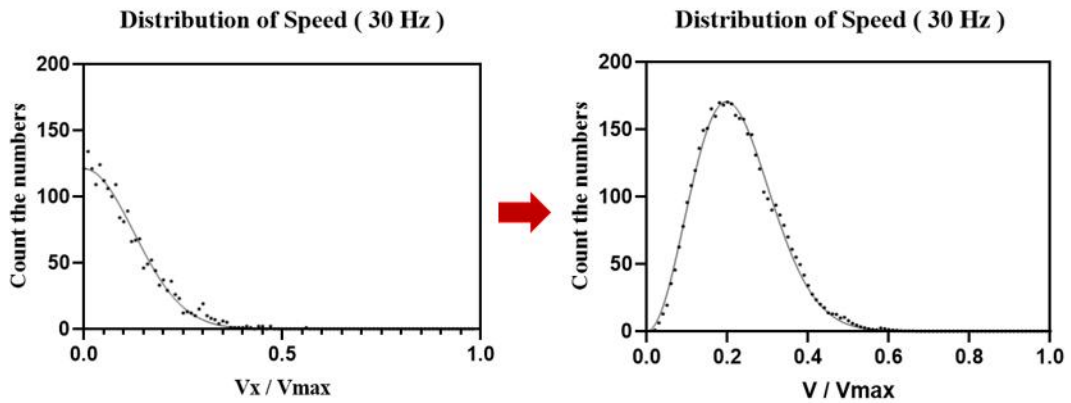 Distribution of Speed ( 30 Hz )
200
150
100
50
0
Count the numbers
0.0 0.5 1.0
Vx / Vmax
Distribution of Speed ( 30 Hz )
200
150
100
50
0
Count the numbers
0.0 0.2 0.4 0.6 0.8 1.0
V / Vmax